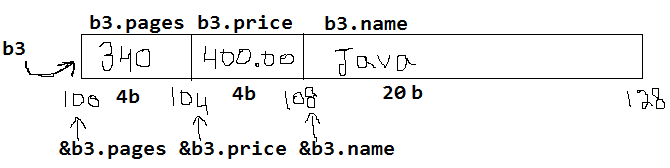 b3.pages b3.price b3.name
b3 340 400.00 Java
100 4b 104 4b 108 20 b 128
&b3.pages &b3.price &b3.name